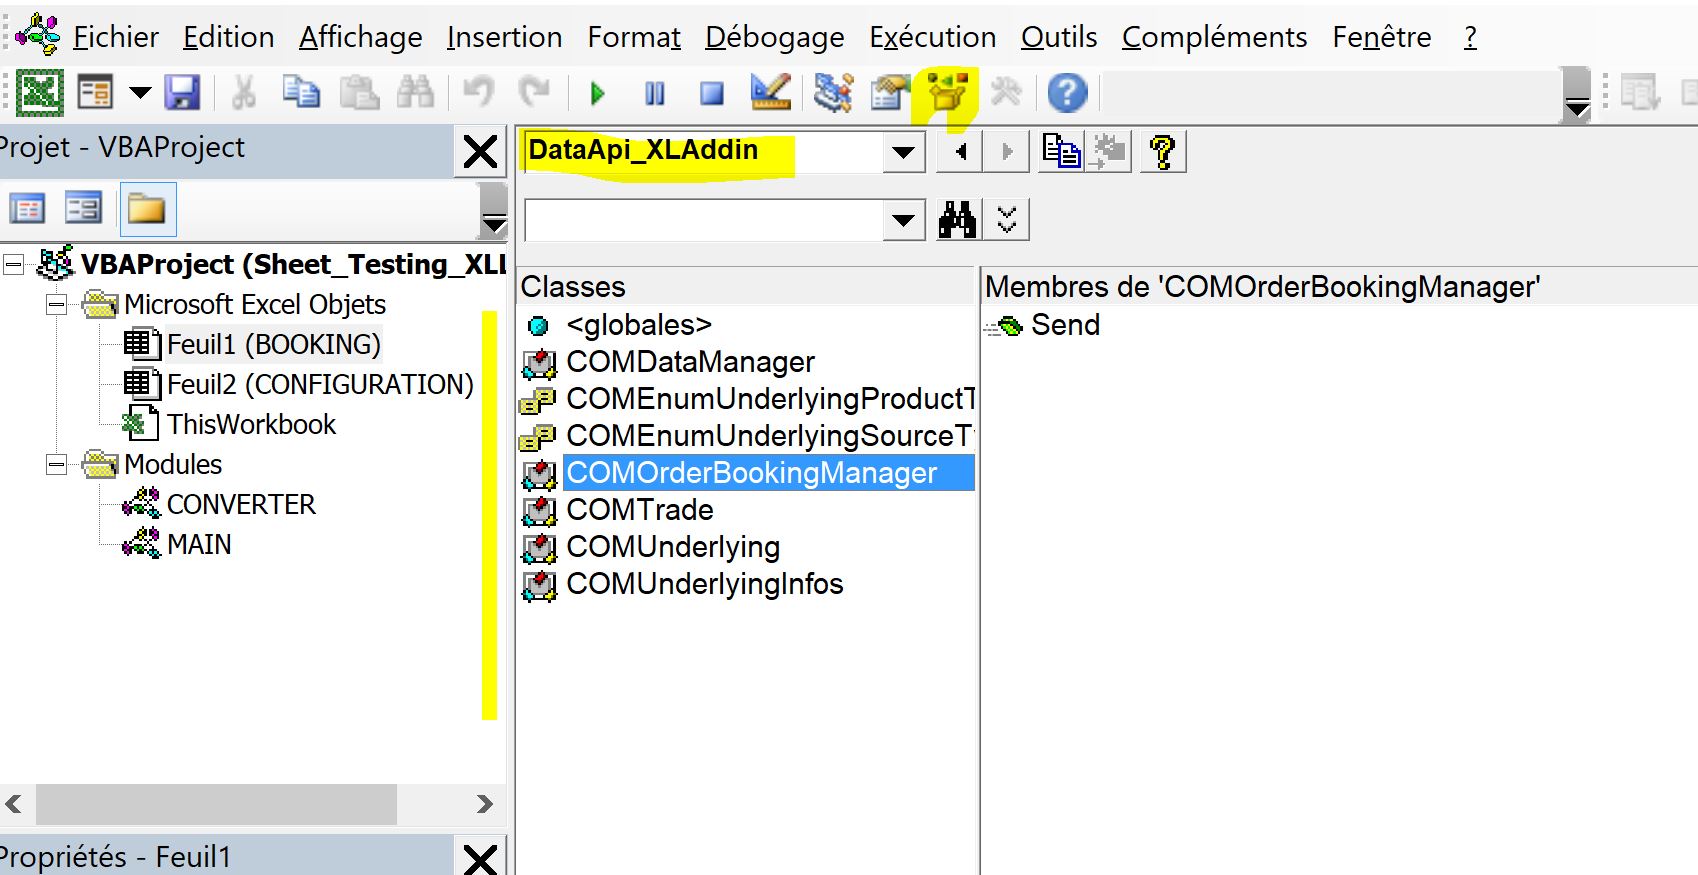 Fichier Edition Affichage Insertion Format Débogage Exécution Outils Compléments Fenêtre ?
Projet - VBAProject
DataApi_XLAddin
VBAProject (Sheet_Testing_XLL
Microsoft Excel Objets
Feuil1 (BOOKING)
Feuil2 (CONFIGURATION)
ThisWorkbook
Modules
CONVERTER
MAIN
Propriétés - Feuil1
Classes
<globales>
COMDataManager
COMEnumUnderlyingProductT
COMEnumUnderlyingSourceT
COMOrderBookingManager
COMTrade
COMUnderlying
COMUnderlyingInfos
Membres de 'COMOrderBookingManager'
Send